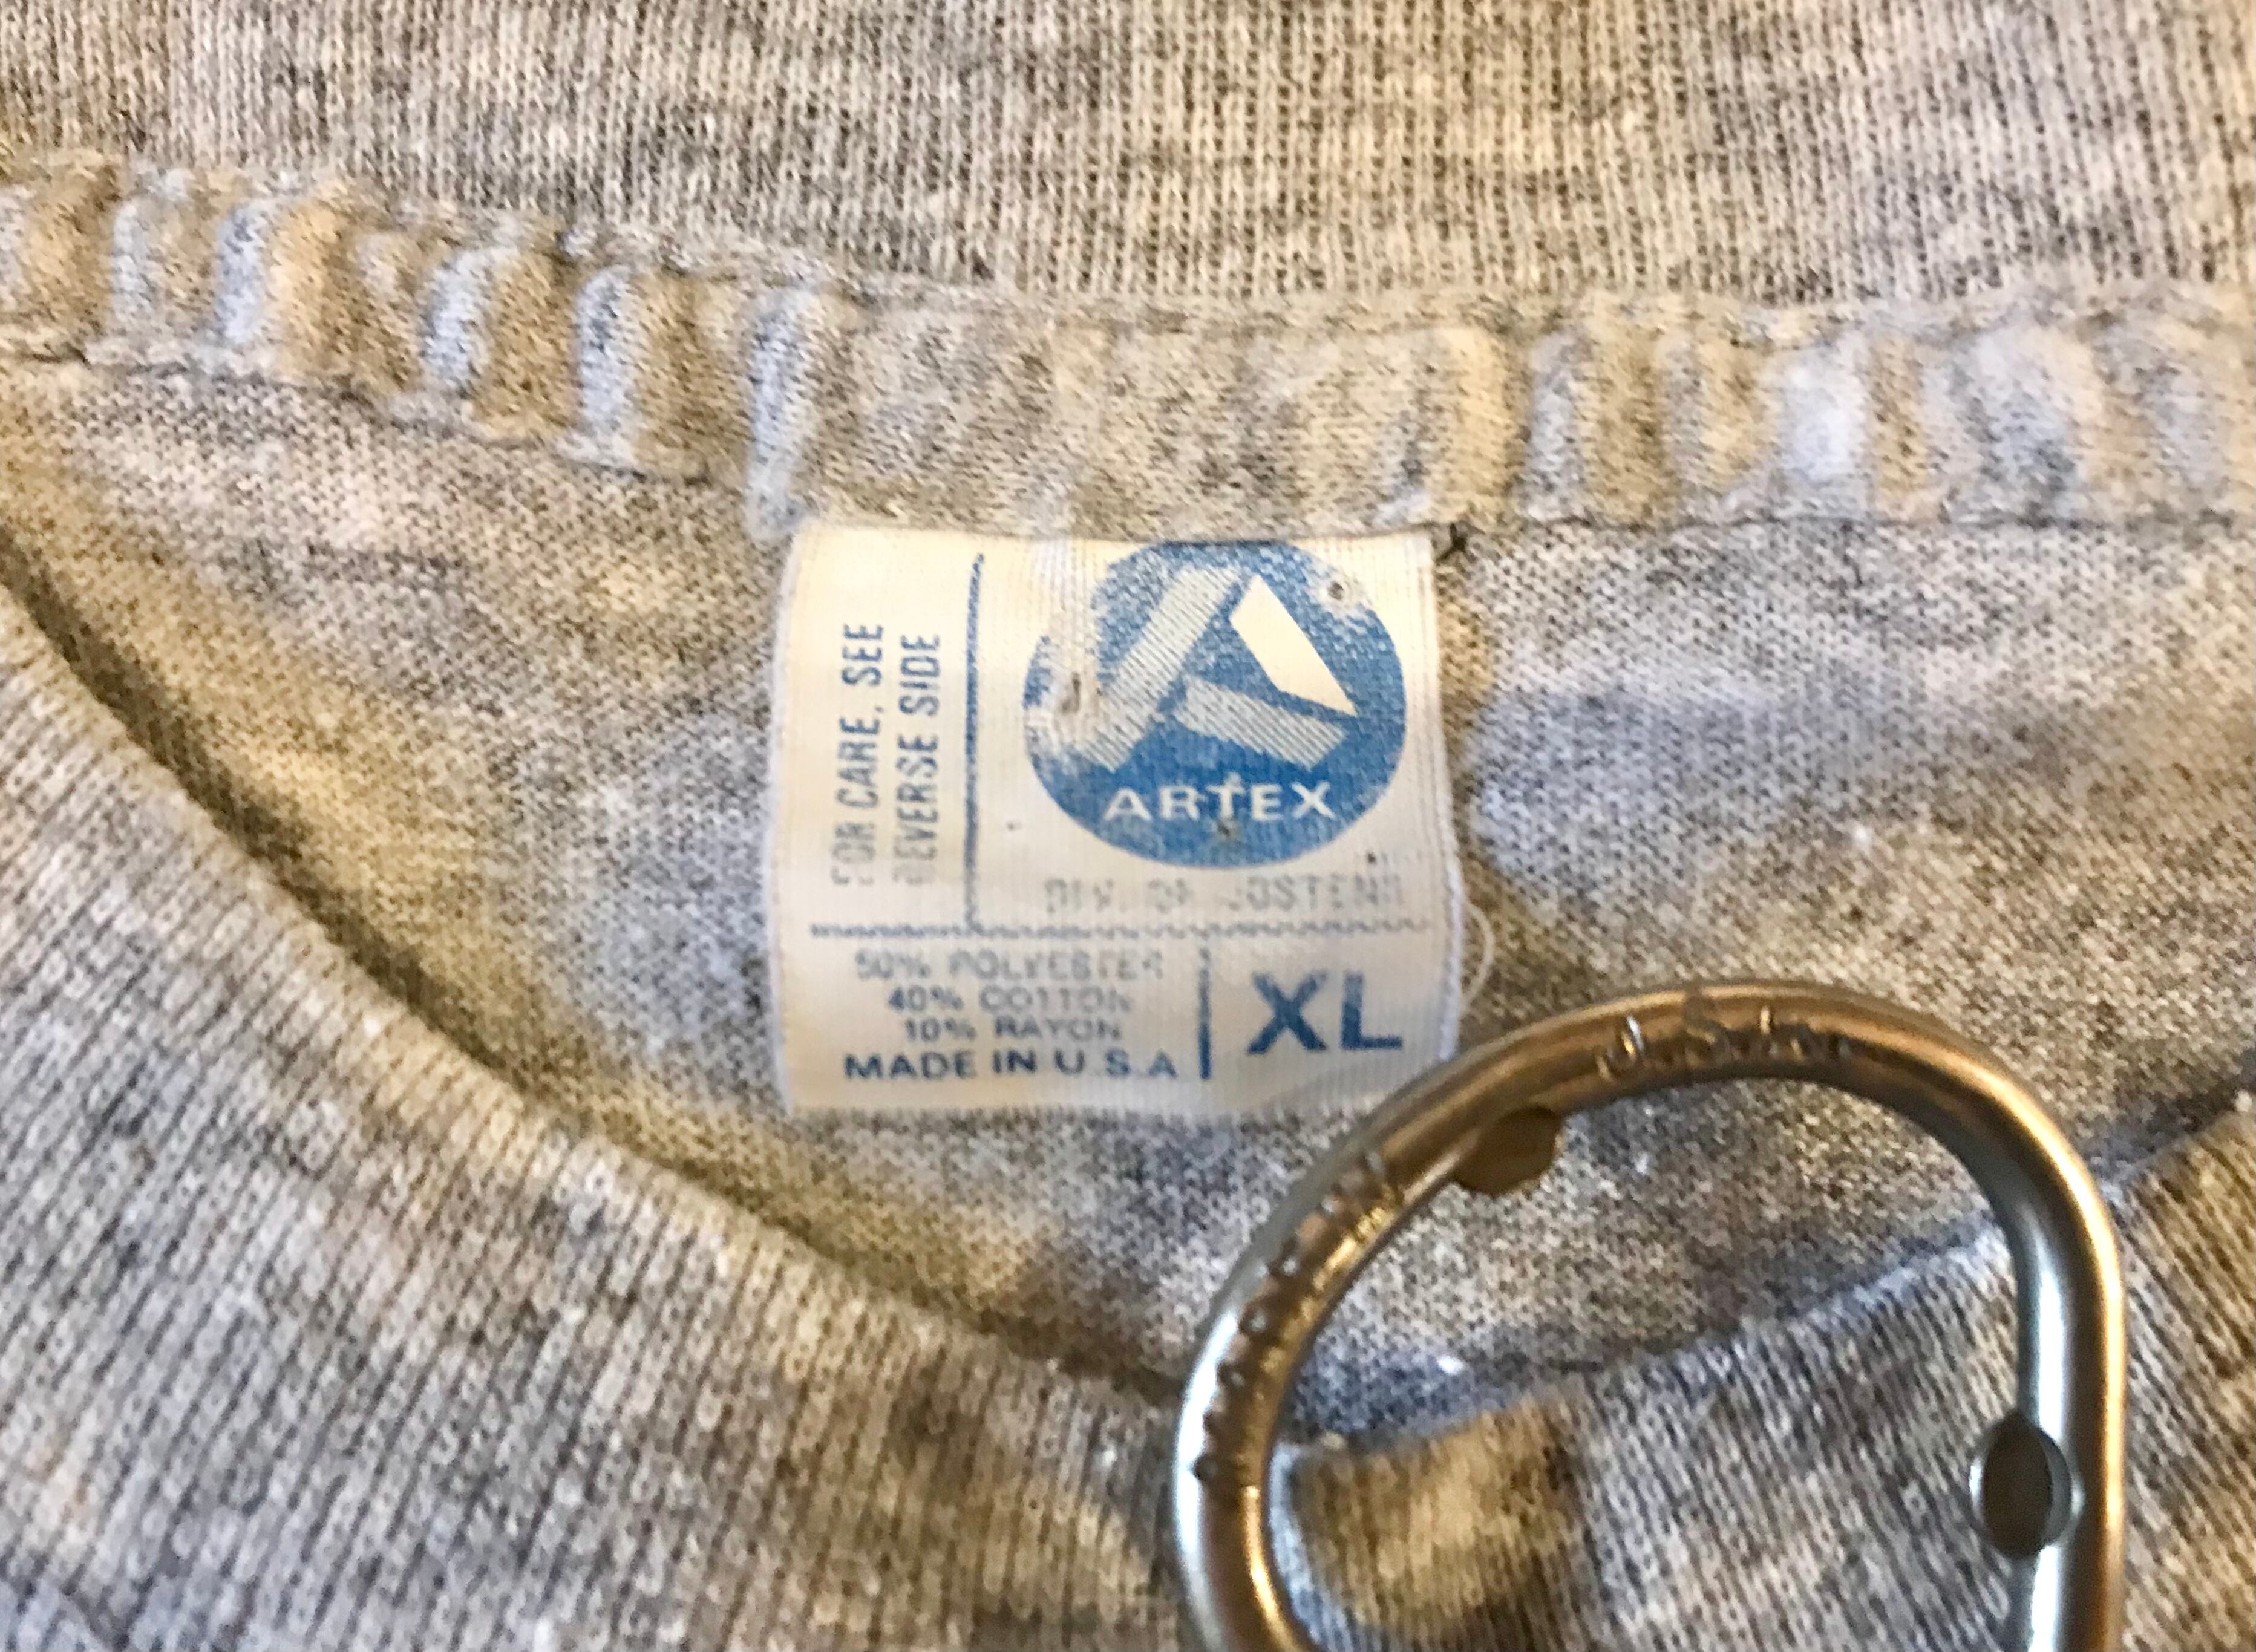 FOR CARE, SEE
REVERSE SIDE
ARTEX
DIV. OF JOSTENS
50% POLYESTER
40% COTTON
10% RAYON
MADE IN U.S.A
XL
U.S.A.